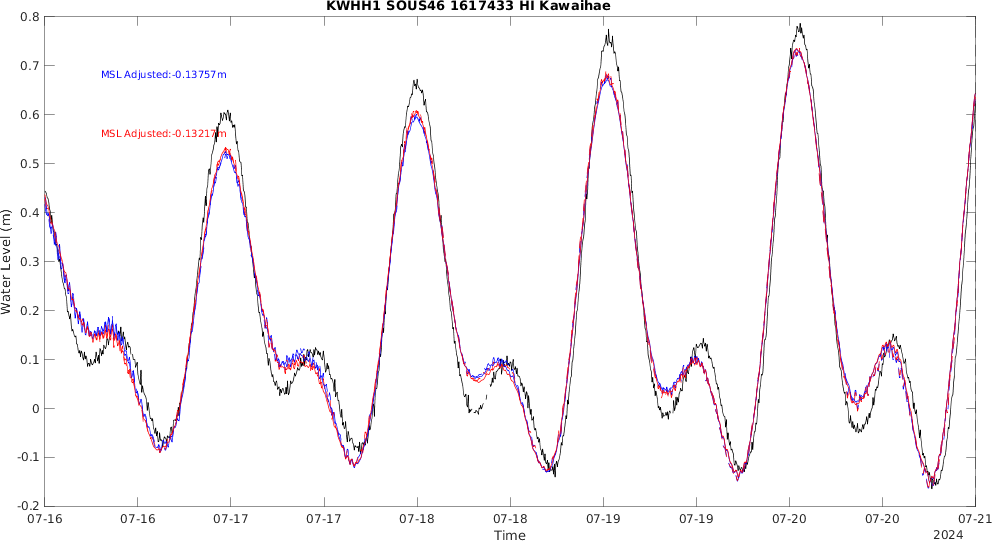 KWHH1 SOUS46 1617433 HI Kawaihae
0.8
0.7
0.6
0.5
0.4
0.3
0.2
0.1
0
-0.1
-0.2
Water Level (m)
MSL Adjusted:-0.13757m
MSL Adjusted:-0.13217m
07-16 07-16 07-17 07-17 07-18 07-18 07-19 07-19 07-20 07-20 07-21
Time
2024